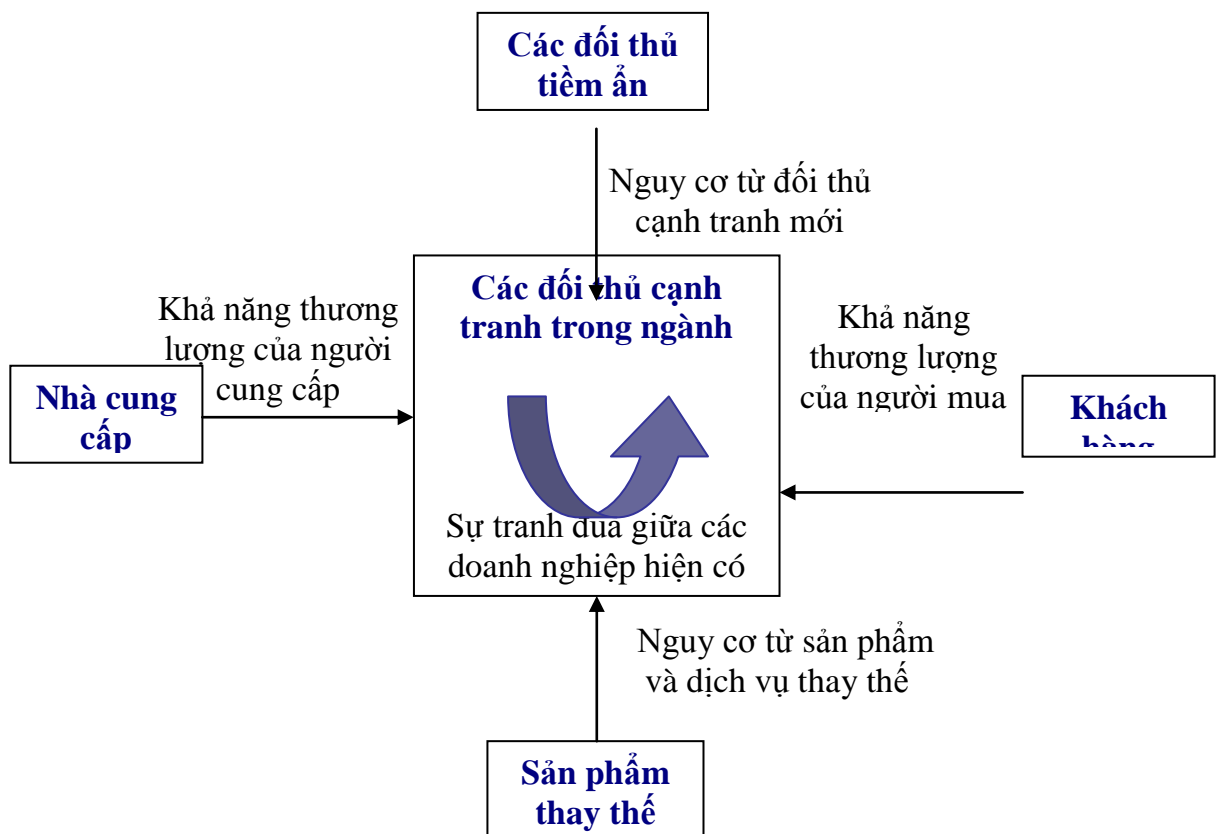 Các đối thủ
tiềm ẩn
Nguy cơ từ đối thủ
cạnh tranh mới
Các đối thủ cạnh
tranh trong ngành
Khả năng thương
lượng của người
cung cấp
Khả năng
thương lượng
của người mua
Nhà cung
cấp
Khách
hàng
Sự tranh đua giữa các
doanh nghiệp hiện có
Nguy cơ từ sản phẩm
và dịch vụ thay thế
Sản phẩm
thay thế